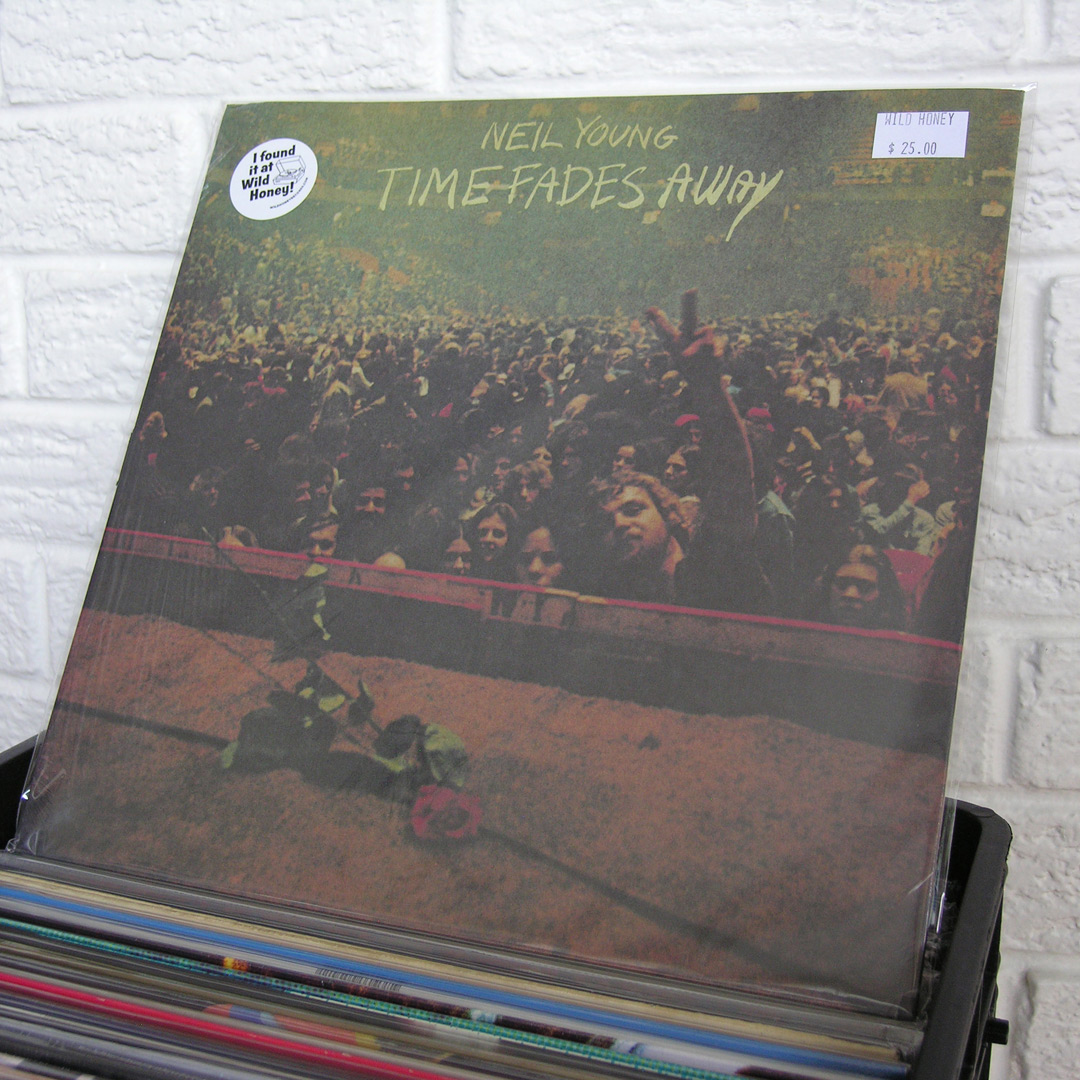 NEIL YOUNG
TIME FADES AWAY
I found
it at
Wild
Honey!
WILD HONEY
$ 25.00